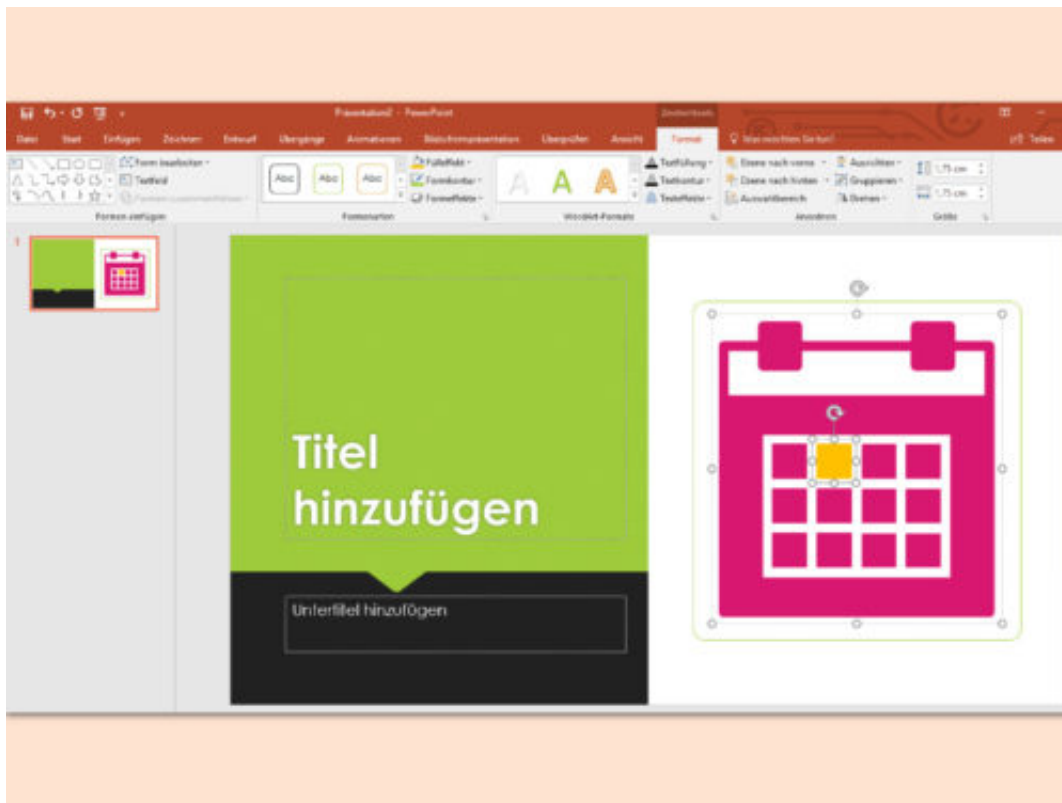 Präsentation2 - PowerPoint
Datei Start Einfügen Zeichnen Entwurf Übergänge Animationen Bildschirmpräsentation Überprüfen Ansicht Format Was möchten Sie tun? Teilen
Form bearbeiten
Textfeld
Abc Abc Abc
Fülleffekt
Formkontur
Formeffekte
A A A
Textfüllung
Textkontur
Texteffekte
Ebene nach vorne
Ebene nach hinten
Auswahlbereich
Ausrichten
Gruppieren
Drehen
1,75 cm
1,75 cm
Formen einfügen Formenarten WordArt-Formate Anordnen Größe
1
Titel
hinzufügen
Untertitel hinzufügen